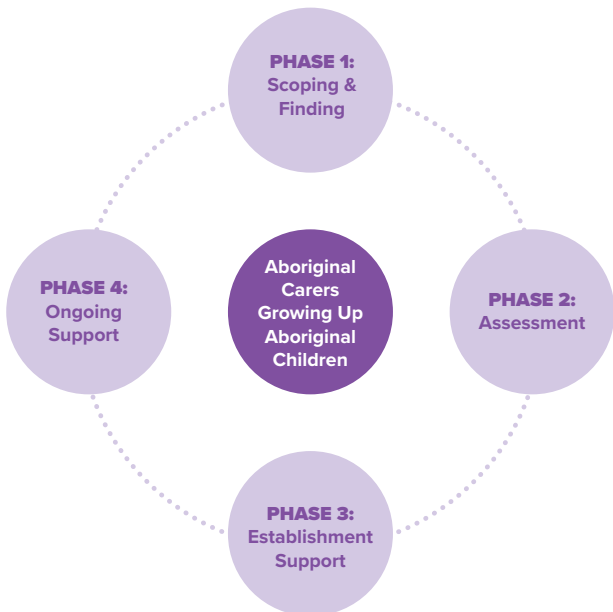 PHASE 1:
Scoping &
Finding
Aboriginal
Carers
Growing Up
Aboriginal
Children
PHASE 2:
Assessment
PHASE 3:
Establishment
Support
PHASE 4:
Ongoing
Support